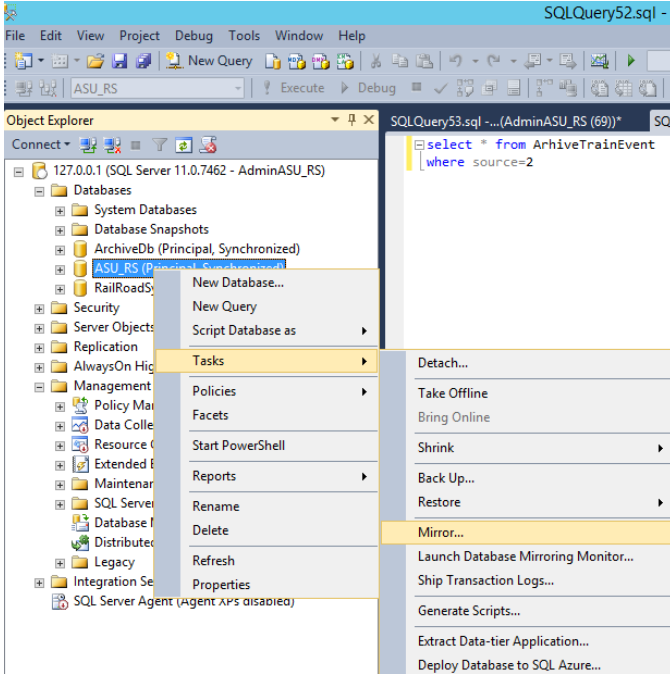 SQLQuery52.sql -
File Edit View Project Debug Tools Window Help
New Query
ASU_RS Execute Debug
Object Explorer
SQLQuery53.sql -...(AdminASU_RS (69))* SQ
Connect
select * from ArhiveTrainEvent
where source=2
127.0.0.1 (SQL Server 11.0.7462 - AdminASU_RS)
Databases
System Databases
Database Snapshots
ArchiveDb (Principal, Synchronized)
ASU_RS (Principal, Synchronized)
RailRoadSy
Security
Server Objects
Replication
AlwaysOn Hig
Management
Policy Mar
Data Colle
Resource
Extended E
Maintenan
SQL Server
Database M
Distributed
Legacy
Integration Se
SQL Server Agent (Agent XPs disabled)
New Database...
New Query
Script Database as
Tasks
Policies
Facets
Start PowerShell
Reports
Rename
Delete
Refresh
Properties
Detach...
Take Offline
Bring Online
Shrink
Back Up...
Restore
Mirror...
Launch Database Mirroring Monitor...
Ship Transaction Logs...
Generate Scripts...
Extract Data-tier Application...
Deploy Database to SQL Azure...